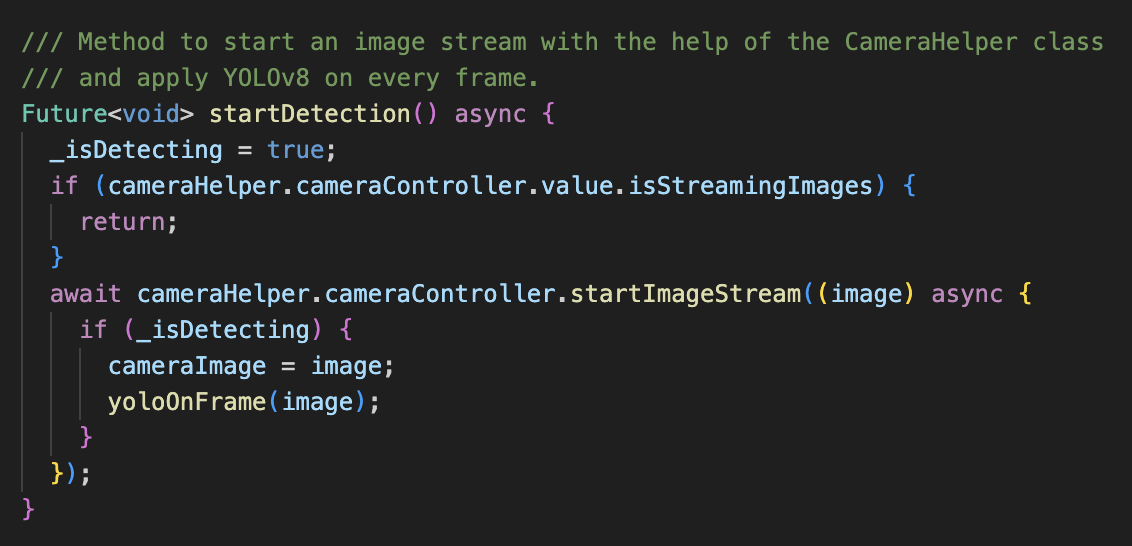 /// Method to start an image stream with the help of the CameraHelper class
/// and apply YOLOv8 on every frame.
Future<void> startDetection() async {
  _isDetecting = true;
  if (cameraHelper.cameraController.value.isStreamingImages) {
    return;
  }
  await cameraHelper.cameraController.startImageStream((image) async {
    if (_isDetecting) {
      cameraImage = image;
      yoloOnFrame(image);
    }
  });
}